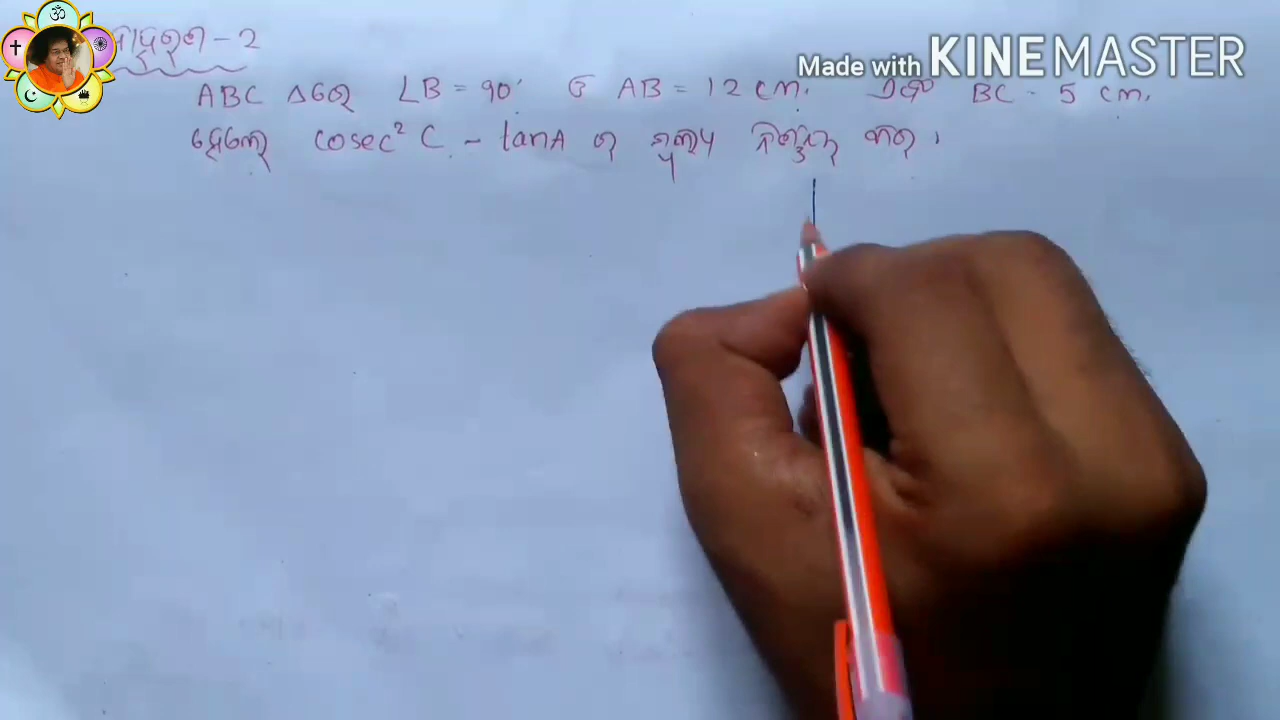 Made with KINEMASTER
ଉଦାହରଣ - 2
ABC Δରେ ∠B = 90° ଓ AB = 12 cm. ଏବଂ BC = 5 cm.
ହେଲେ cosec² C - tan A ର ମୂଲ୍ୟ ନିର୍ଣ୍ଣୟ କର ।